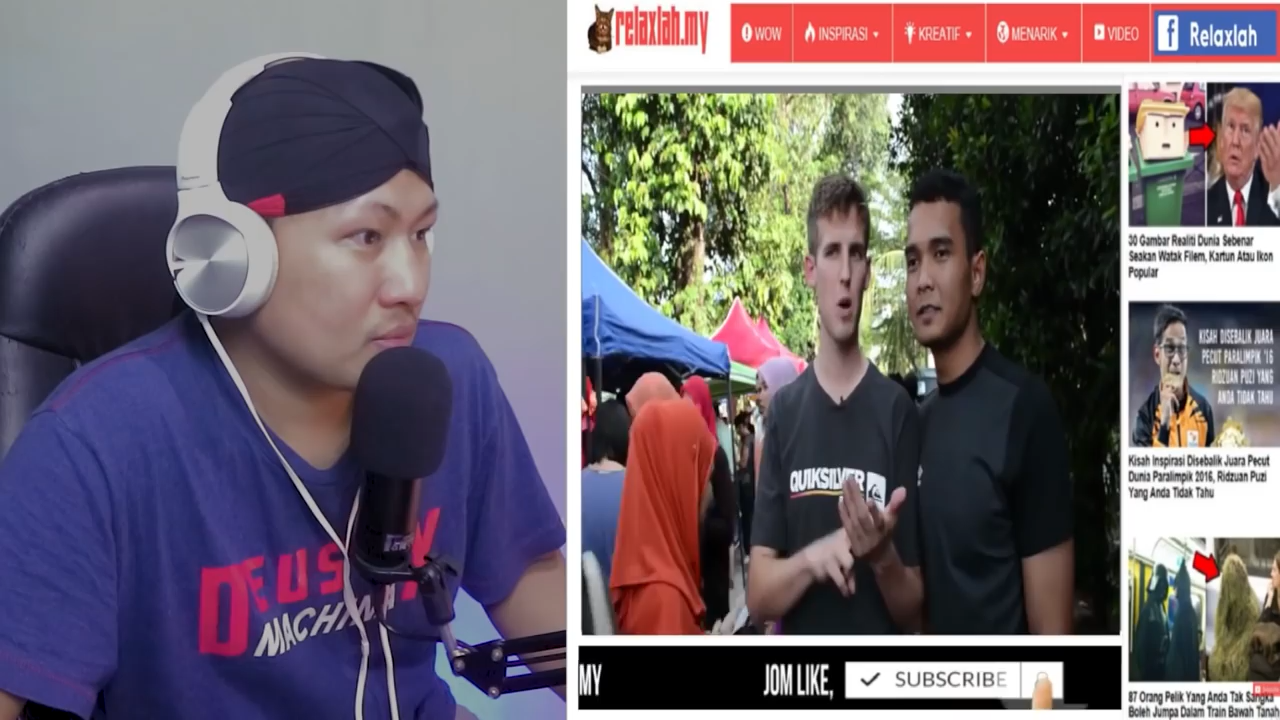 relaxlah.my
WOW
INSPIRASI
KREATIF
MENARIK
VIDEO
f Relaxlah
30 Gambar Realiti Dunia Sebenar
Seakan Watak Filem, Kartun Atau Ikon
Popular
KISAH DISEBALIK JUARA
PECUT PARALIMPIK '16
RIDZUAN PUZI YANG
ANDA TIDAK TAHU
Kisah Inspirasi Disebalik Juara Pecut
Dunia Paralimpik 2016, Ridzuan Puzi
Yang Anda Tidak Tahu
87 Orang Pelik Yang Anda Tak Sangka
Boleh Jumpa Dalam Train Bawah Tanah
QUIKSILVER
DEUS
MACHINA
MY
JOM LIKE,
SUBSCRIBE